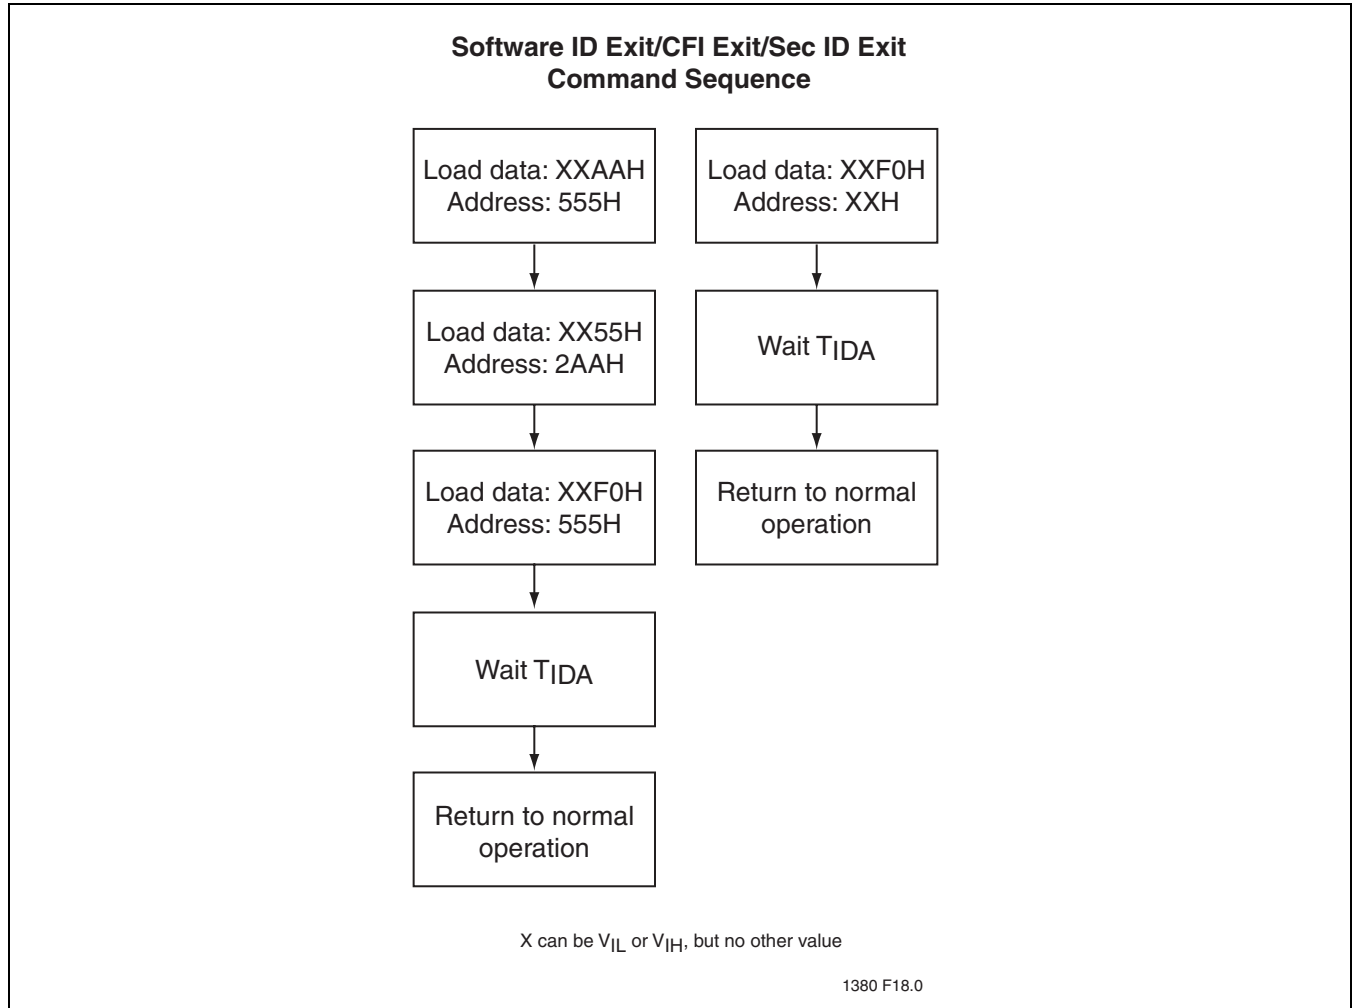 Software ID Exit/CFI Exit/Sec ID Exit
Command Sequence
Load data: XXAAH
Address: 555H
Load data: XX55H
Address: 2AAH
Load data: XXF0H
Address: 555H
Wait TIDA
Return to normal
operation
Load data: XXF0H
Address: XXH
Wait TIDA
Return to normal
operation
X can be VIL or VIH, but no other value
1380 F18.0